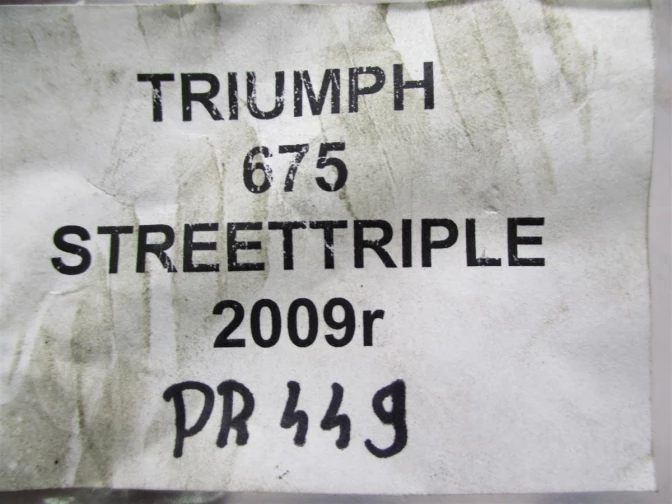 TRIUMPH
675
STREETTRIPLE
2009r
PR 449